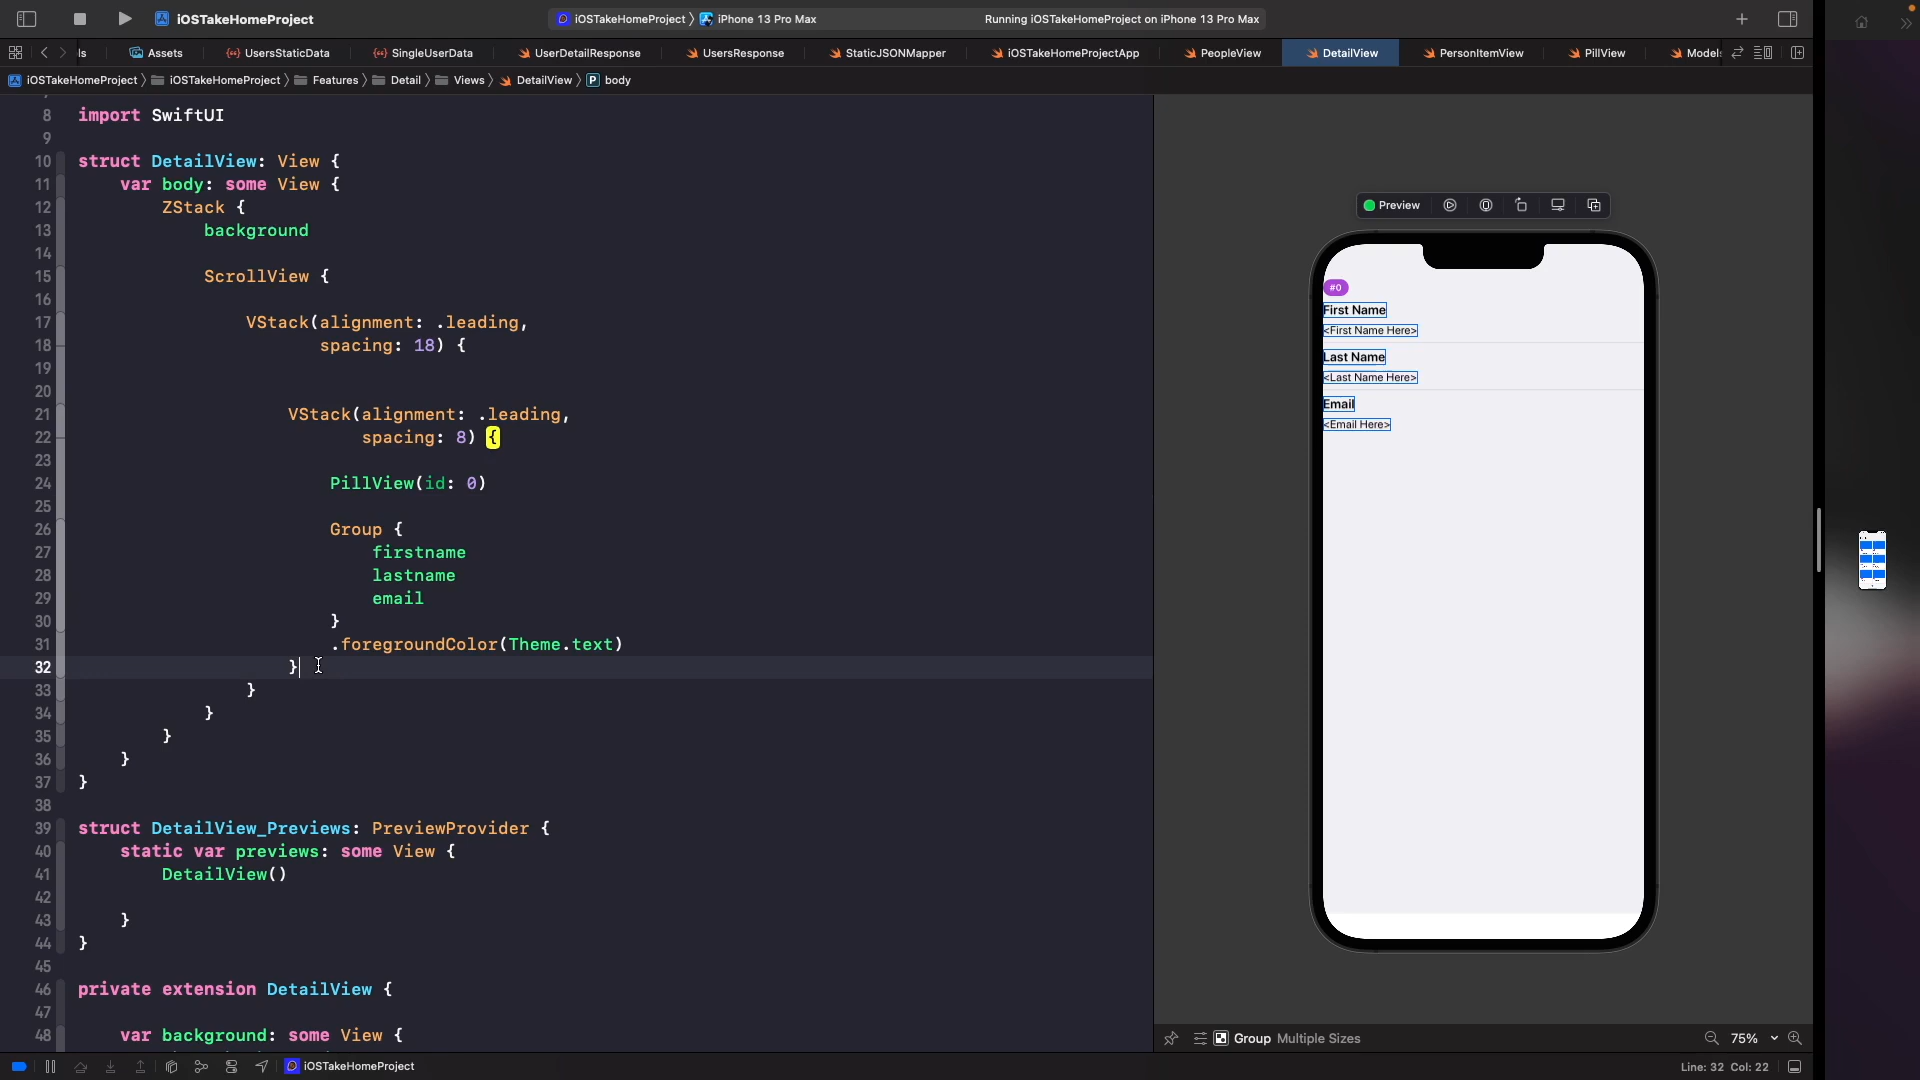 iOSTakeHomeProject
iOSTakeHomeProject 〉 iPhone 13 Pro Max
Running iOSTakeHomeProject on iPhone 13 Pro Max
ls Assets UsersStaticData SingleUserData UserDetailResponse UsersResponse StaticJSONMapper iOSTakeHomeProjectApp PeopleView DetailView PersonItemView PillView Models
iOSTakeHomeProject 〉 iOSTakeHomeProject 〉 Features 〉 Detail 〉 Views 〉 DetailView 〉 P body
8 import SwiftUI
9
10 struct DetailView: View {
11 var body: some View {
12 ZStack {
13 background
14
15 ScrollView {
16
17 VStack(alignment: .leading,
18 spacing: 18) {
19
20
21 VStack(alignment: .leading,
22 spacing: 8) {
23
24 PillView(id: 0)
25
26 Group {
27 firstname
28 lastname
29 email
30 }
31 .foregroundColor(Theme.text)
32 }
33 }
34 }
35 }
36 }
37 }
38
39 struct DetailView_Previews: PreviewProvider {
40 static var previews: some View {
41 DetailView()
42
43 }
44 }
45
46 private extension DetailView {
47
48 var background: some View {
Preview
#0
First Name
<First Name Here>
Last Name
<Last Name Here>
Email
<Email Here>
Group Multiple Sizes
75%
iOSTakeHomeProject
Line: 32 Col: 22